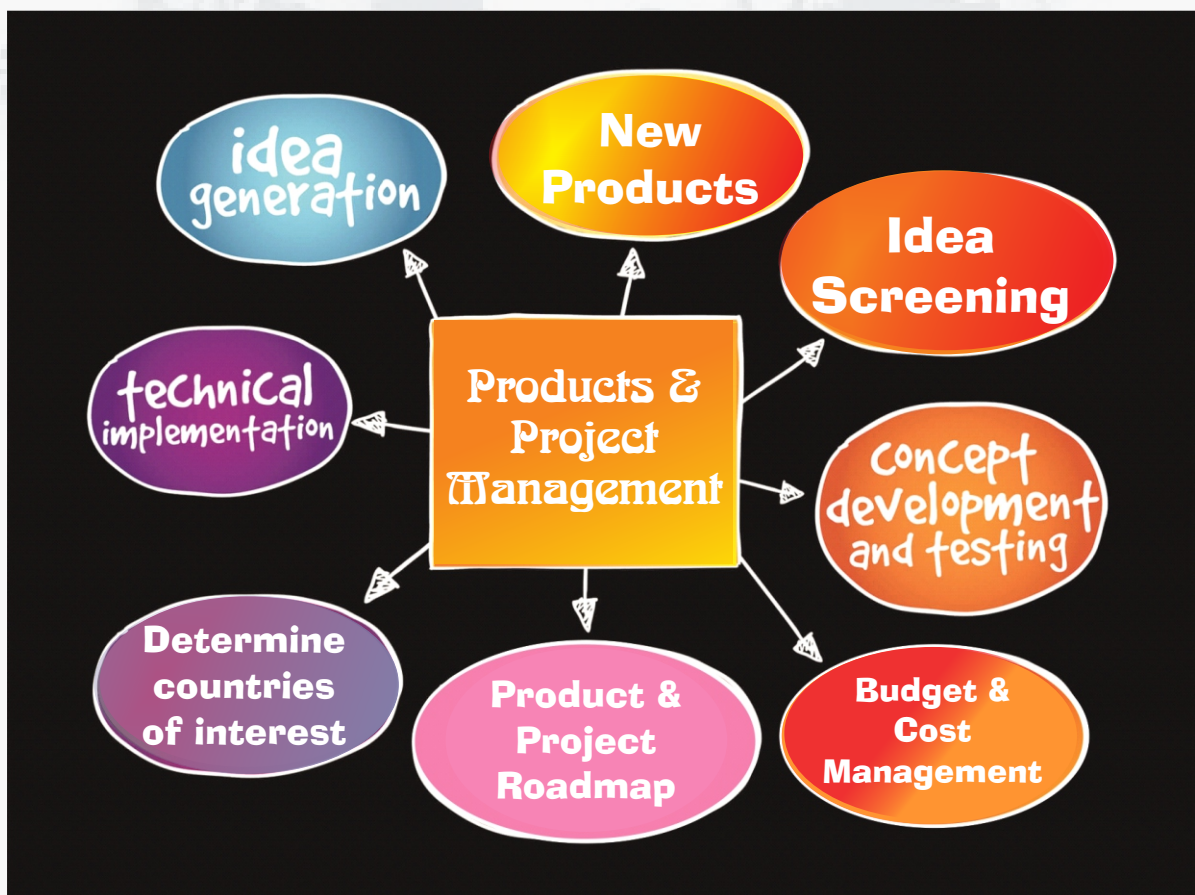 idea
generation
New
Products
Idea
Screening
Products &
Project
Management
technical
implementation
concept
development
and testing
Determine
countries
of interest
Product &
Project
Roadmap
Budget &
Cost
Management